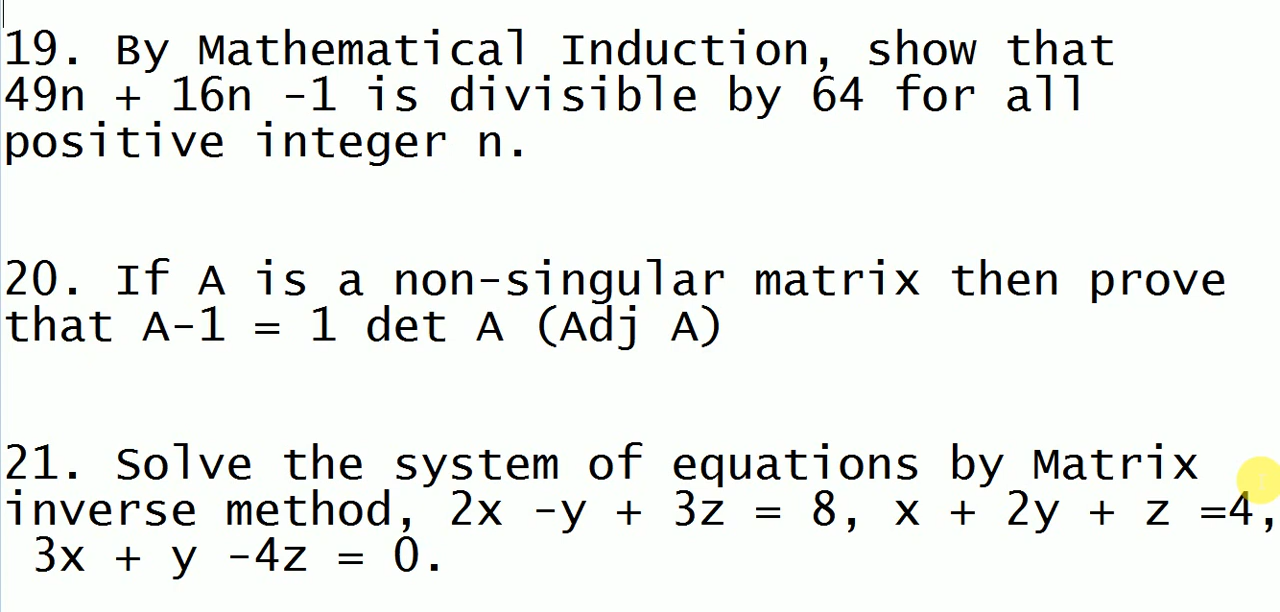 19. By Mathematical Induction, show that
49n + 16n -1 is divisible by 64 for all
positive integer n.
20. If A is a non-singular matrix then prove
that A-1 = 1 det A (Adj A)
21. Solve the system of equations by Matrix
inverse method, 2x -y + 3z = 8, x + 2y + z =4,
3x + y -4z = 0.